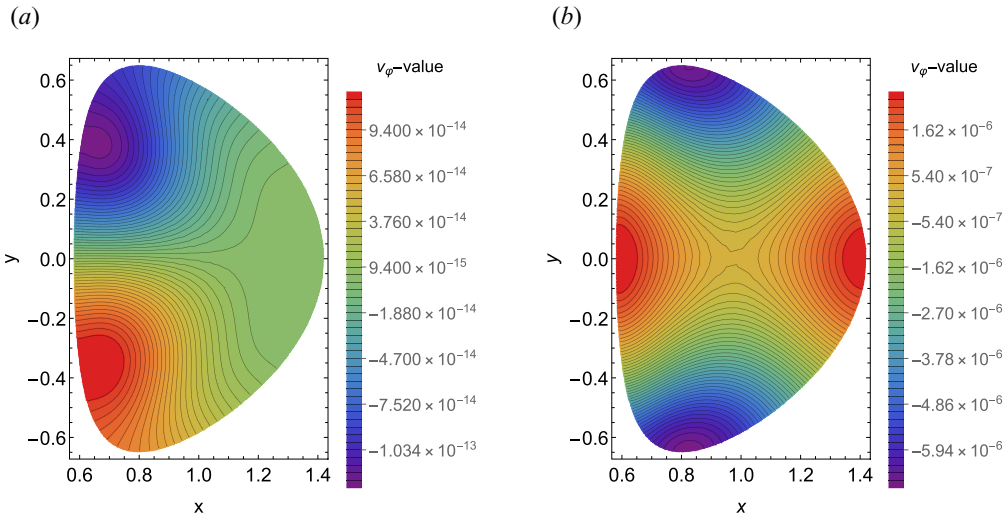 (a)
0.6
0.4
0.2
0.0
−0.2
−0.4
−0.6
y
0.6 0.8 1.0 1.2 1.4
x
vφ−value
9.400 × 10−14
6.580 × 10−14
3.760 × 10−14
9.400 × 10−15
−1.880 × 10−14
−4.700 × 10−14
−7.520 × 10−14
−1.034 × 10−13
(b)
0.6
0.4
0.2
0.0
−0.2
−0.4
−0.6
y
0.6 0.8 1.0 1.2 1.4
x
vφ−value
1.62 × 10−6
5.40 × 10−7
−5.40 × 10−7
−1.62 × 10−6
−2.70 × 10−6
−3.78 × 10−6
−4.86 × 10−6
−5.94 × 10−6